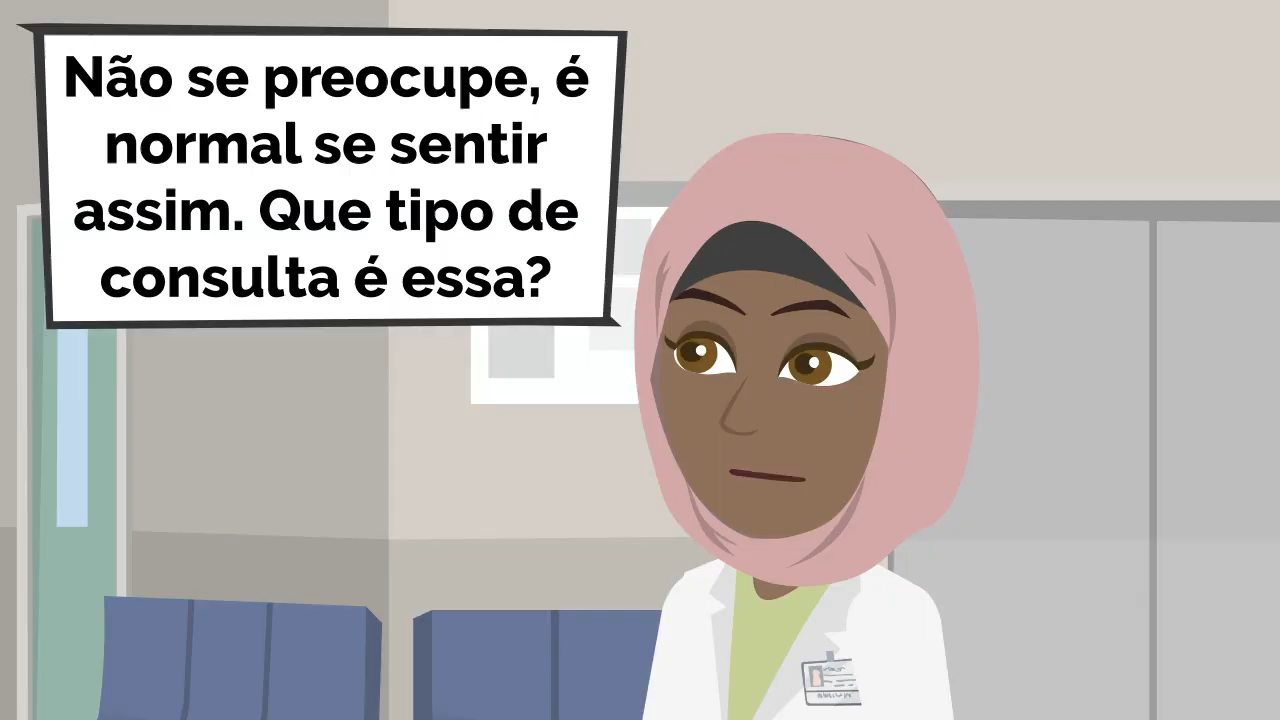 Não se preocupe, é
normal se sentir
assim. Que tipo de
consulta é essa?